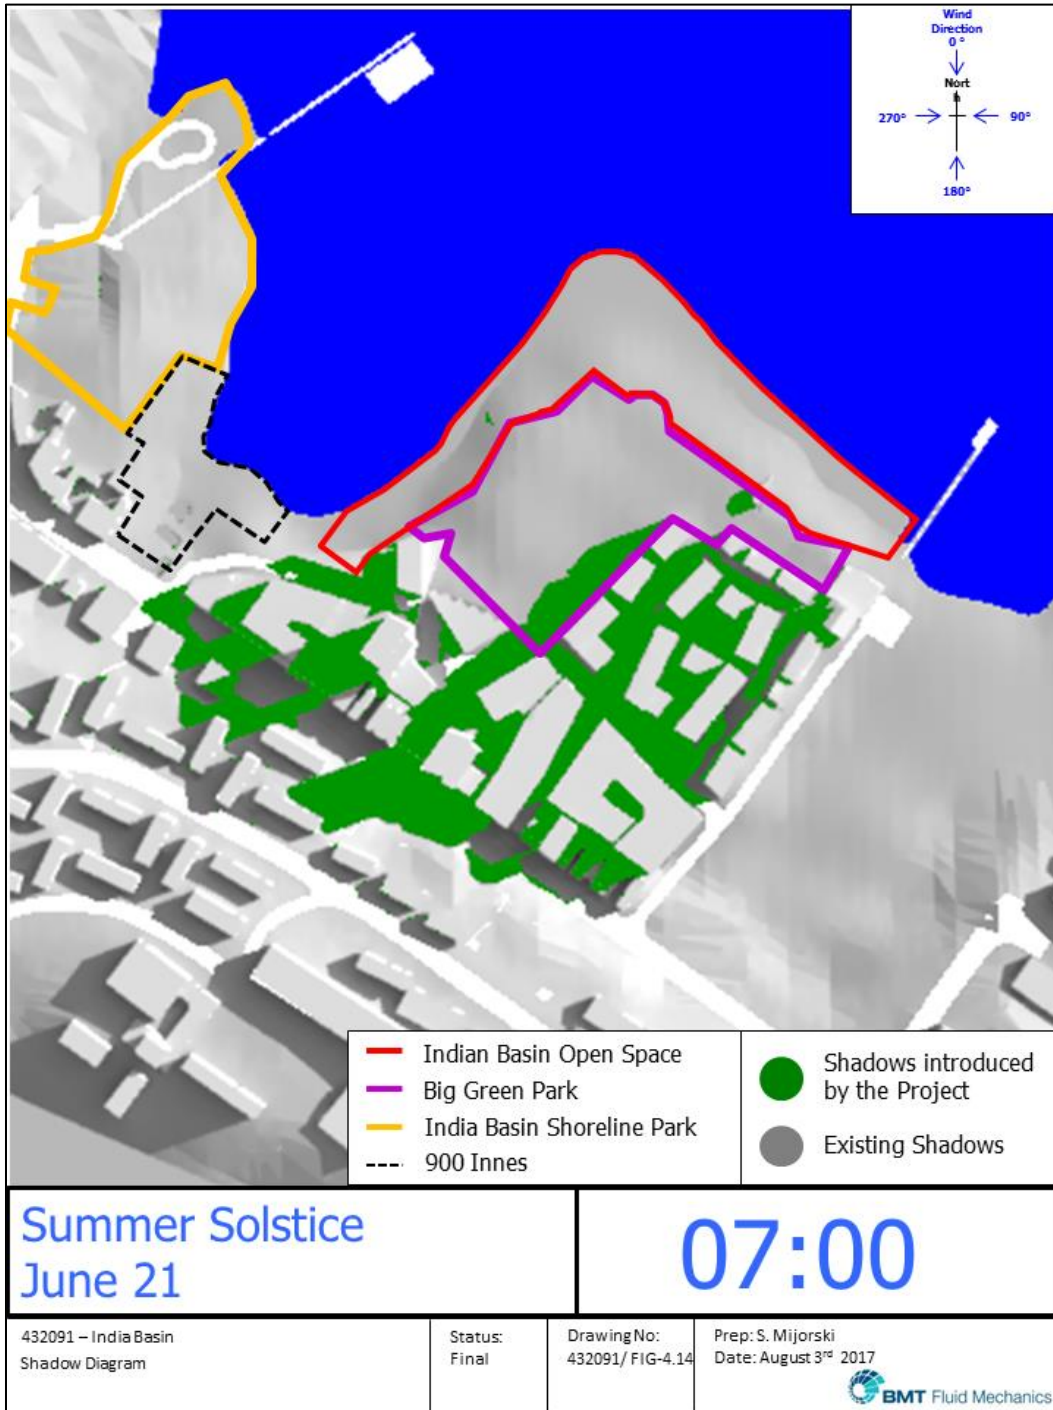 Wind
Direction
0 °
Nort
h
270°
90°
180°
Indian Basin Open Space
Big Green Park
India Basin Shoreline Park
900 Innes
Shadows introduced
by the Project
Existing Shadows
Summer Solstice
June 21
07:00
432091 – India Basin
Shadow Diagram
Status:
Final
Drawing No:
432091/ FIG-4.14
Prep: S. Mijorski
Date: August 3rd 2017
BMT Fluid Mechanics